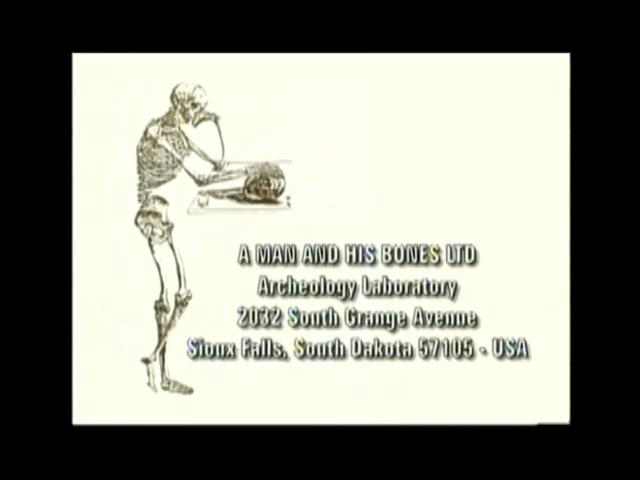 A MAN AND HIS BONES LTD
Archeology Laboratory
2032 South Grange Avenue
Sioux Falls, South Dakota 57105 - USA